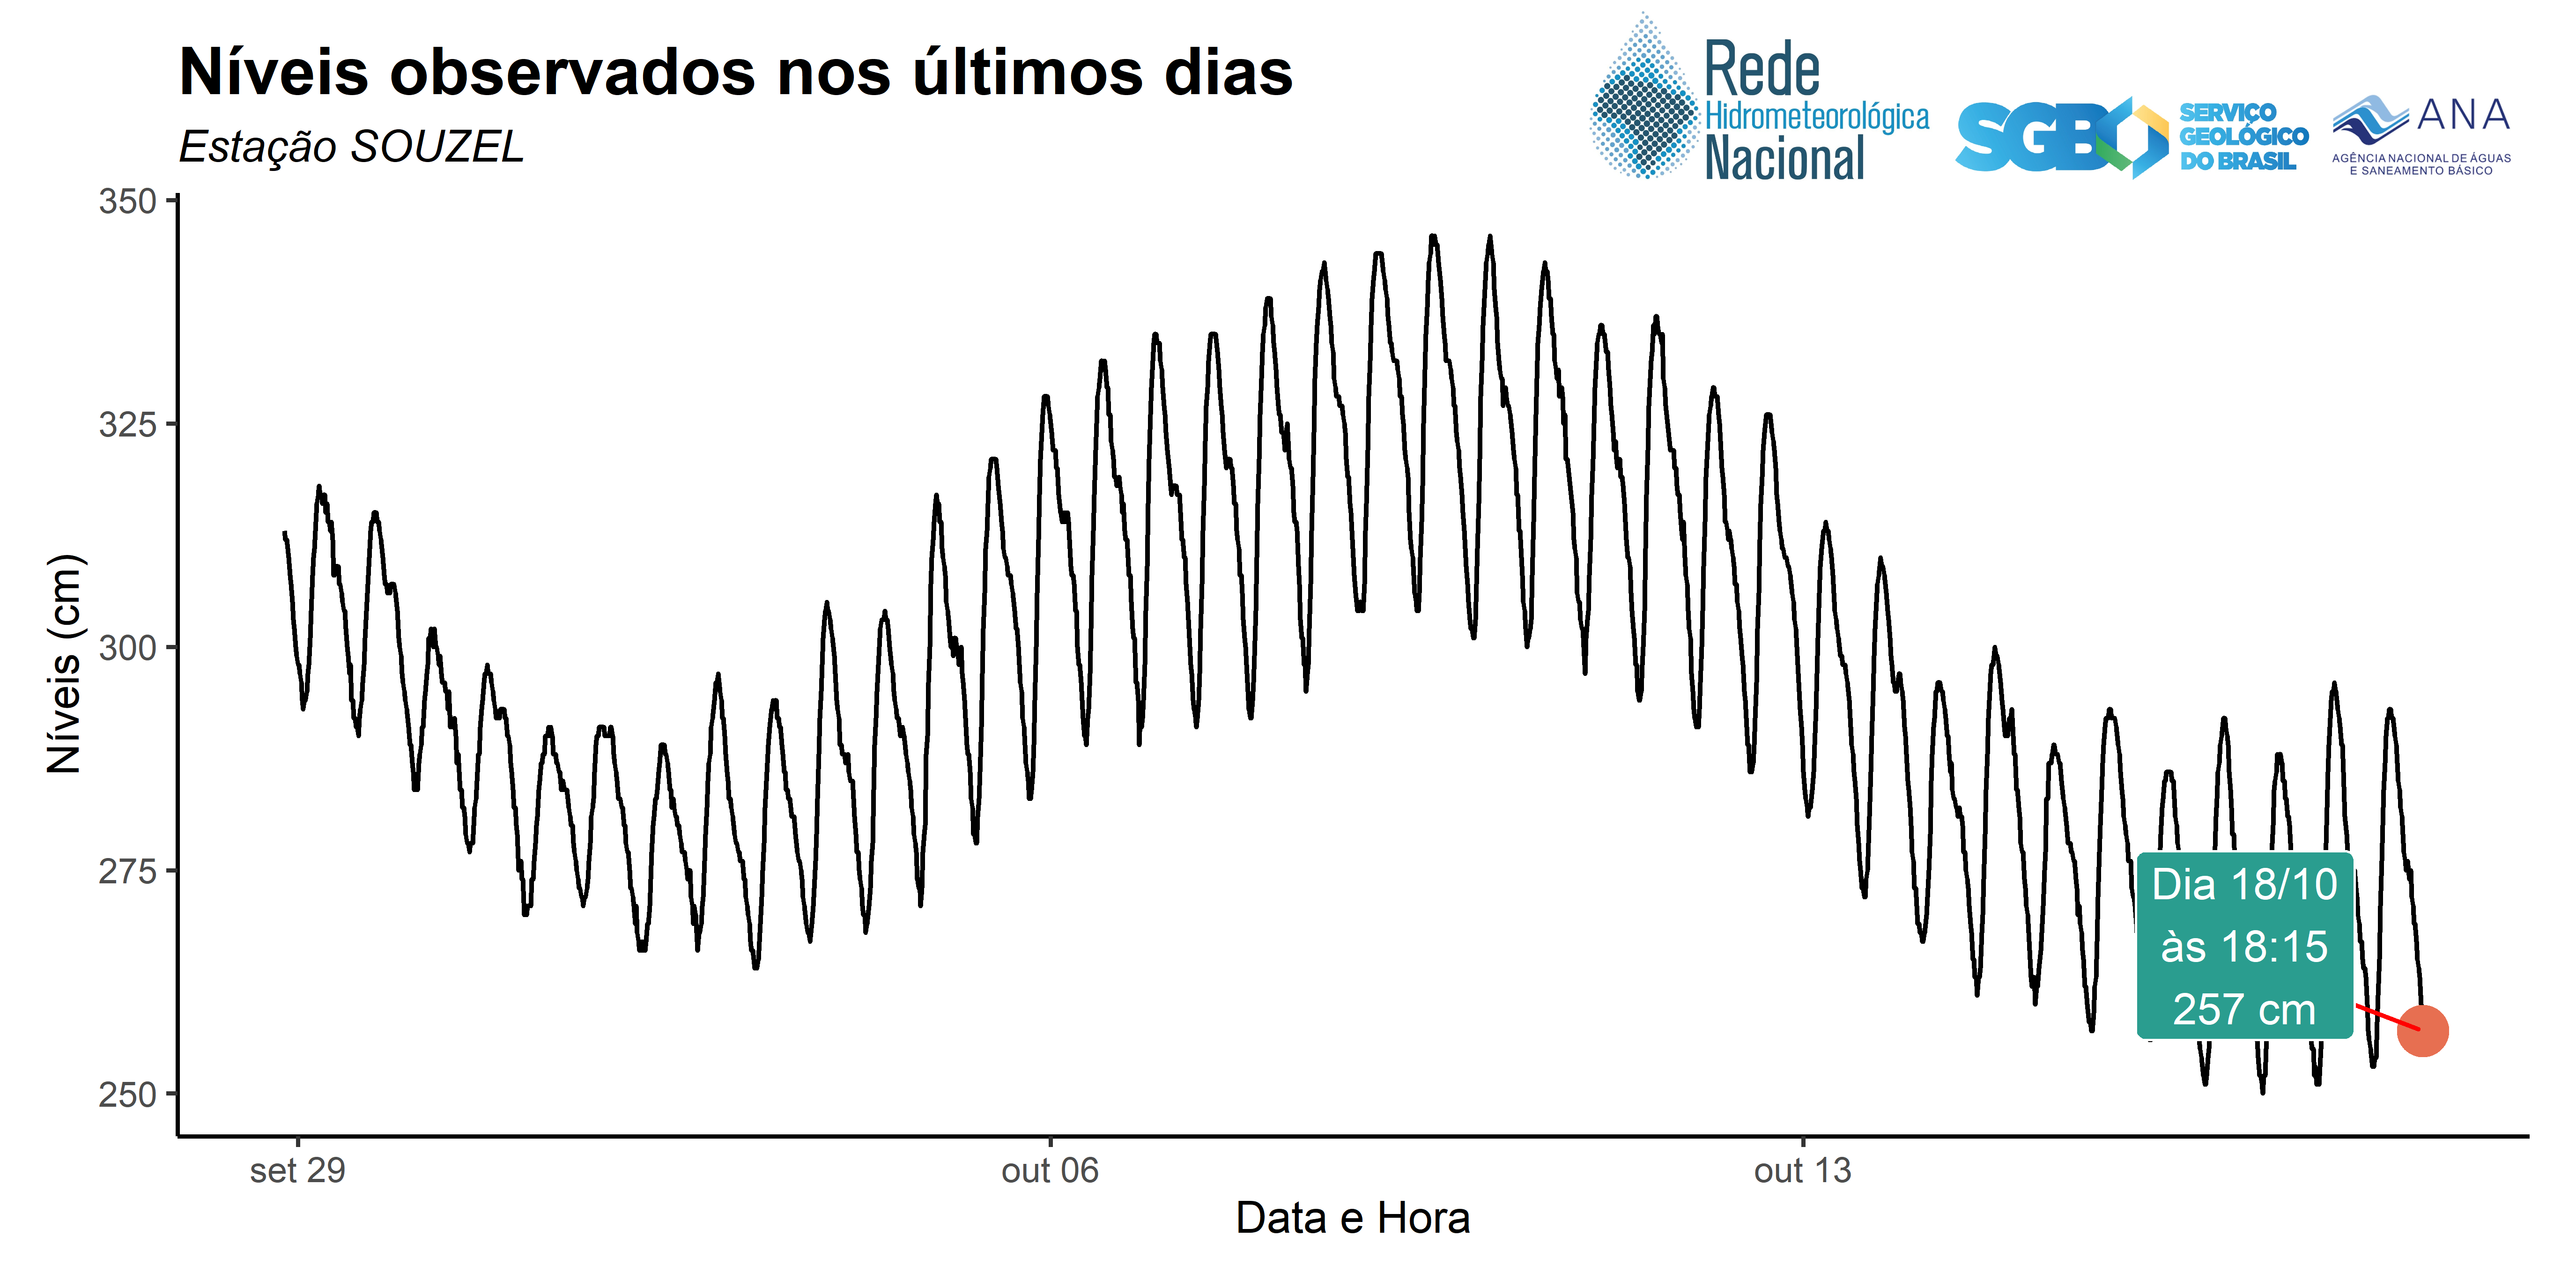 Níveis observados nos últimos dias
Estação SOUZEL
Rede
Hidrometeorológica
Nacional
SGB
SERVIÇO
GEOLÓGICO
DO BRASIL
ANA
AGÊNCIA NACIONAL DE ÁGUAS
E SANEAMENTO BÁSICO
350
325
300
275
250
Níveis (cm)
Dia 18/10
às 18:15
257 cm
set 29
out 06
out 13
Data e Hora